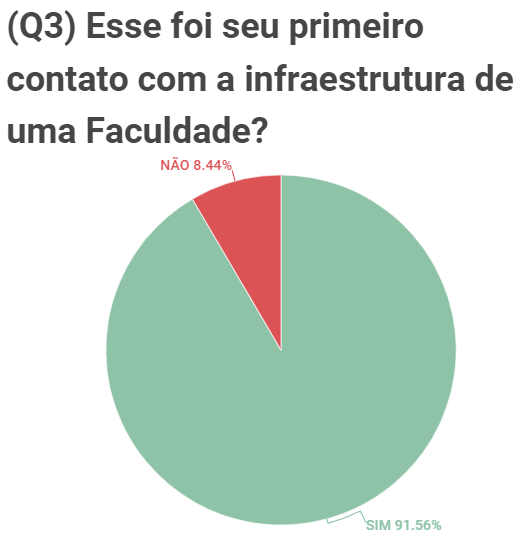 (Q3) Esse foi seu primeiro
contato com a infraestrutura de
uma Faculdade?
NÃO 8.44%
SIM 91.56%